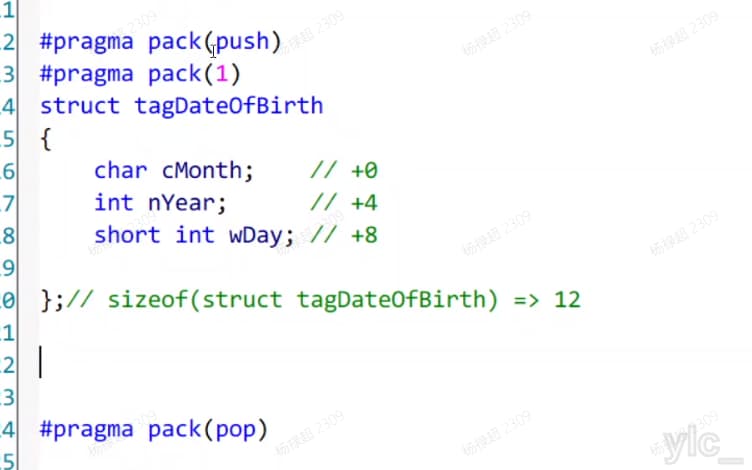 1
2 #pragma pack(push)
3 #pragma pack(1)
4 struct tagDateOfBirth
5 {
6 char cMonth; // +0
7 int nYear; // +4
8 short int wDay; // +8
9
0 };// sizeof(struct tagDateOfBirth) => 12
1
2
3
4 #pragma pack(pop)
5
杨禄超 2309
ylc_